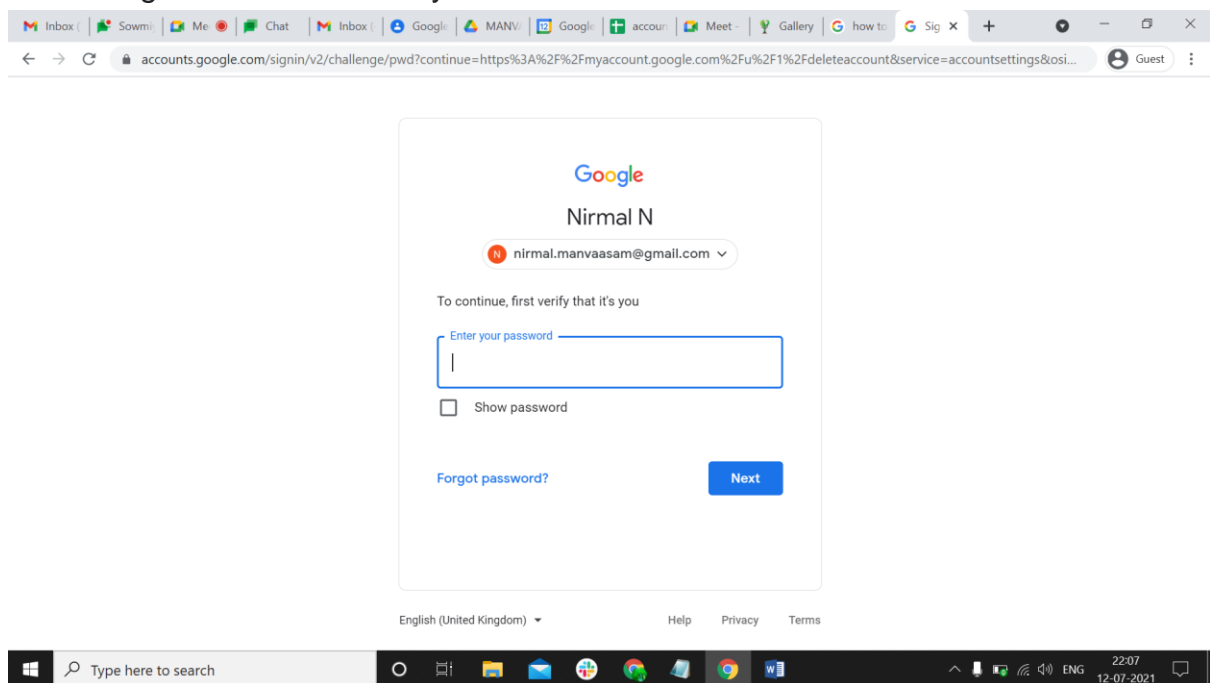 Inbox ( Sowmi Me Chat Inbox ( Google MANV/ Google accoun Meet - Gallery how to Sig
accounts.google.com/signin/v2/challenge/pwd?continue=https%3A%2F%2Fmyaccount.google.com%2Fu%2F1%2Fdeleteaccount&service=accountsettings&osi... Guest
Google
Nirmal N
N nirmal.manvaasam@gmail.com
To continue, first verify that it's you
Enter your password
Show password
Forgot password? Next
English (United Kingdom) Help Privacy Terms
Type here to search ENG 22:07
12-07-2021